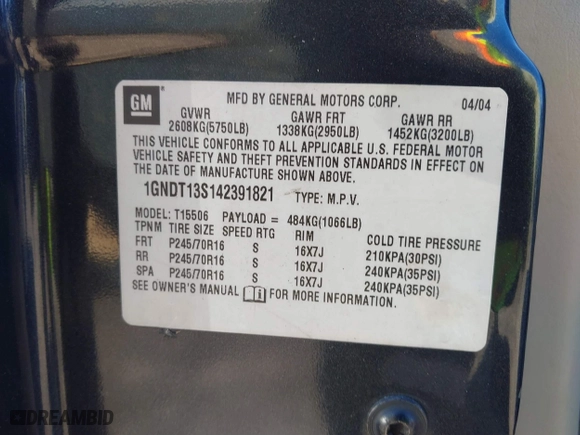 GM
MFD BY GENERAL MOTORS CORP. 04/04
GVWR GAWR FRT GAWR RR
2608KG(5750LB) 1338KG(2950LB) 1452KG(3200LB)
THIS VEHICLE CONFORMS TO ALL APPLICABLE U.S. FEDERAL MOTOR
VEHICLE SAFETY AND THEFT PREVENTION STANDARDS IN EFFECT ON
THE DATE OF MANUFACTURE SHOWN ABOVE.
1GNDT13S142391821 TYPE: M.P.V.
MODEL: T15506 PAYLOAD = 484KG(1066LB)
TPNM TIRE SIZE SPEED RTG RIM COLD TIRE PRESSURE
FRT P245/70R16 S 16X7J 210KPA(30PSI)
RR P245/70R16 S 16X7J 240KPA(35PSI)
SPA P245/70R16 S 16X7J 240KPA(35PSI)
SEE OWNER'S MANUAL FOR MORE INFORMATION.
DREAMBID